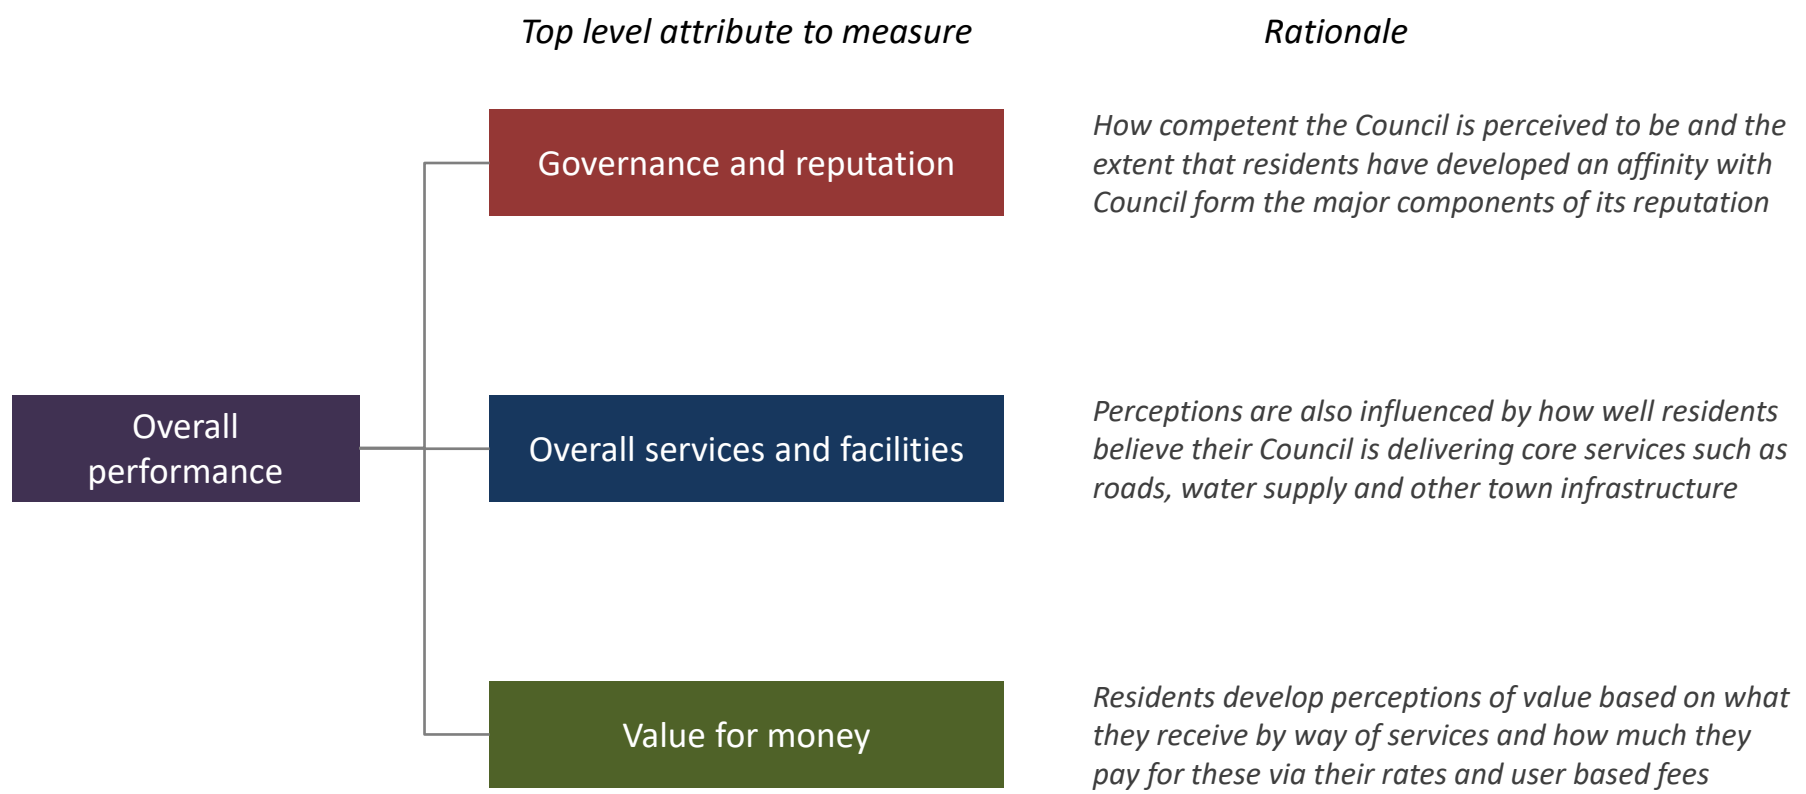 Top level attribute to measure
Rationale
Governance and reputation
How competent the Council is perceived to be and the
extent that residents have developed an affinity with
Council form the major components of its reputation
Overall
performance
Overall services and facilities
Perceptions are also influenced by how well residents
believe their Council is delivering core services such as
roads, water supply and other town infrastructure
Value for money
Residents develop perceptions of value based on what
they receive by way of services and how much they
pay for these via their rates and user based fees